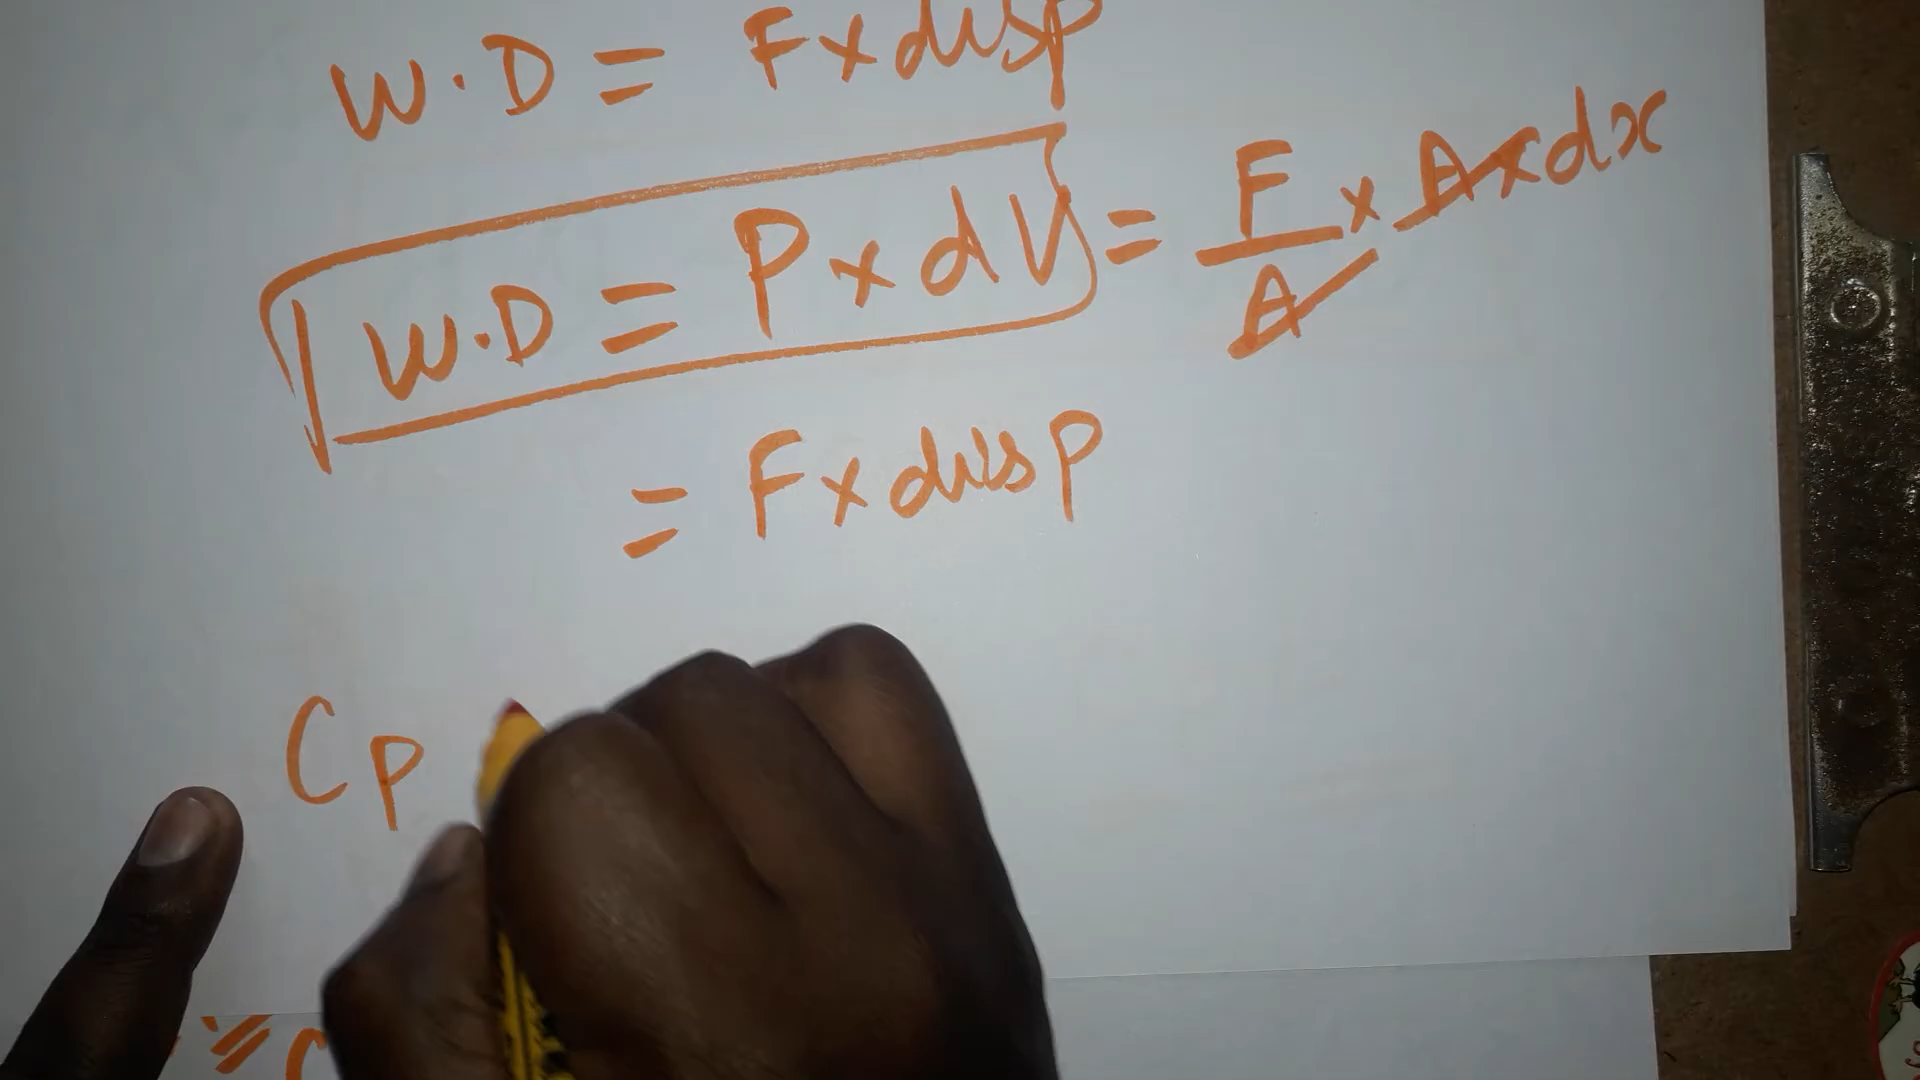 W.D = F x disp
W.D = P x dV = F/A x A x dx
= F x disp
Cp